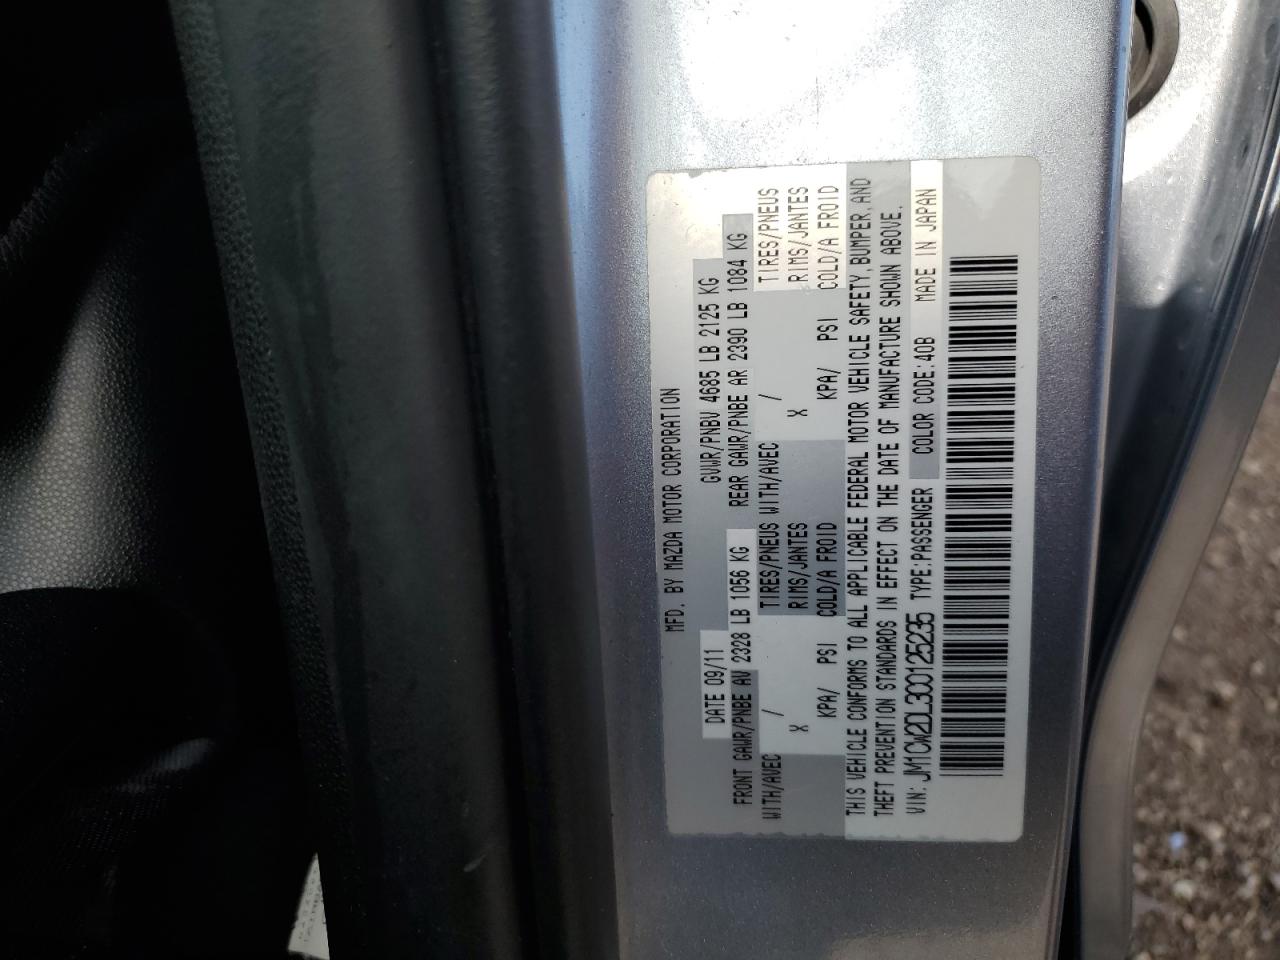 MFD. BY MAZDA MOTOR CORPORATION
DATE 09/11 GVWR/PNBV 4685 LB 2125 KG
FRONT GAWR/PNBE AV 2328 LB 1056 KG REAR GAWR/PNBE AR 2390 LB 1084 KG
WITH/AVEC / TIRES/PNEUS WITH/AVEC / TIRES/PNEUS
X RIMS/JANTES X RIMS/JANTES
KPA/ PSI COLD/A FROID KPA/ PSI COLD/A FROID
THIS VEHICLE CONFORMS TO ALL APPLICABLE FEDERAL MOTOR VEHICLE SAFETY, BUMPER, AND
THEFT PREVENTION STANDARDS IN EFFECT ON THE DATE OF MANUFACTURE SHOWN ABOVE.
VIN: JM1CW2DL3C0125235 TYPE:PASSENGER COLOR CODE:40B MADE IN JAPAN